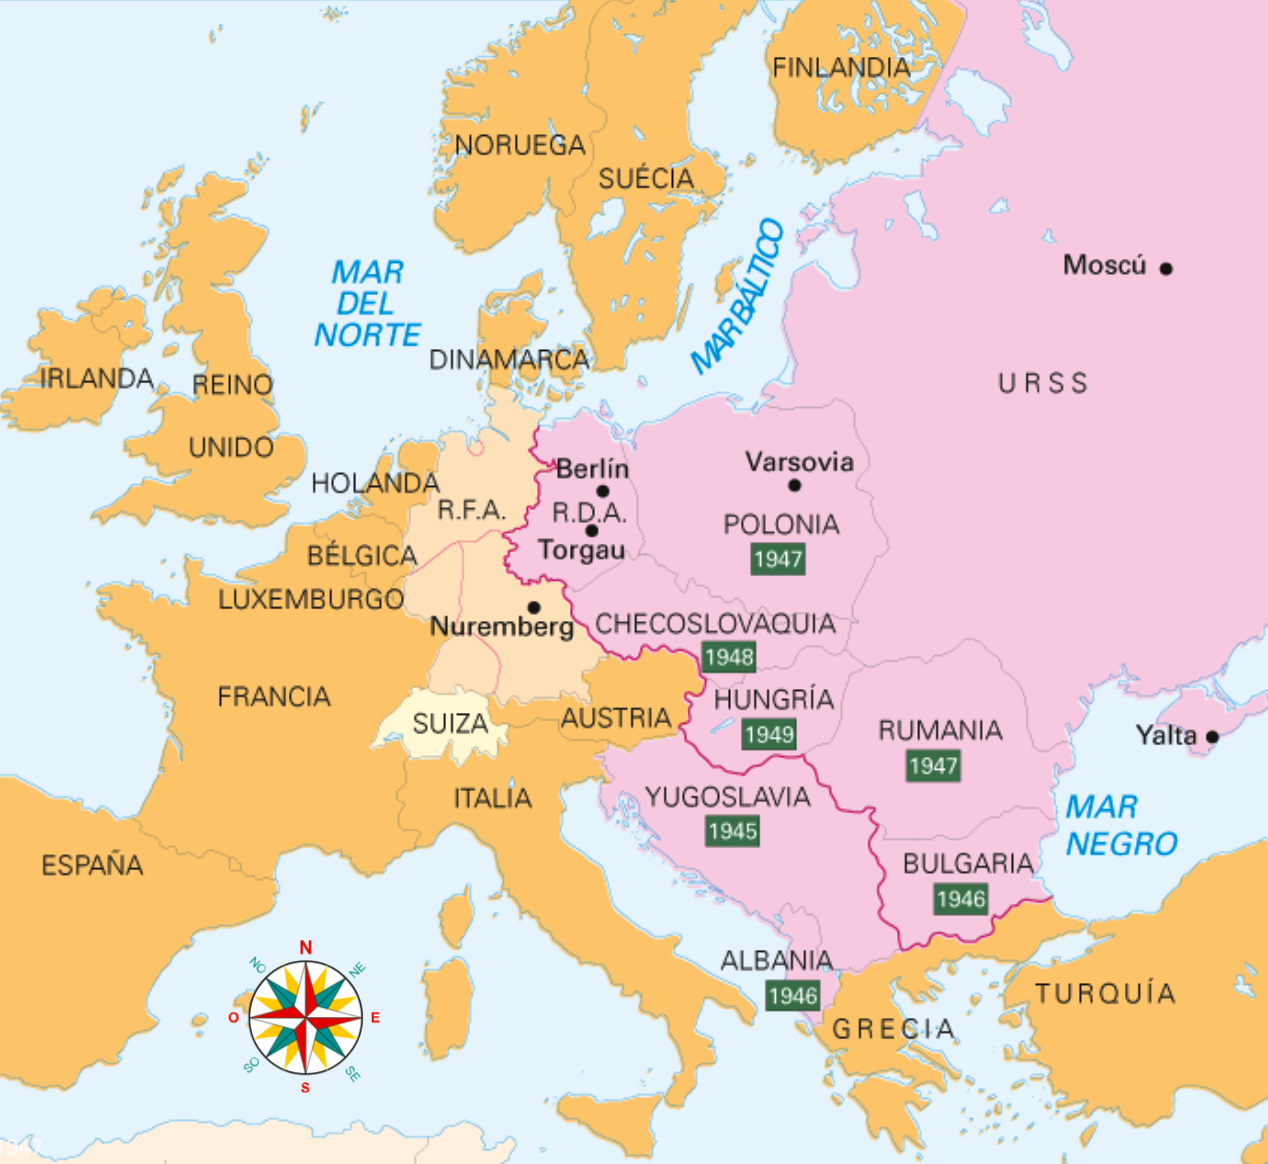 FINLANDIA
NORUEGA
SUÉCIA
Moscú
MAR
DEL
NORTE
MAR BÁLTICO
DINAMARCA
IRLANDA
REINO
UNIDO
URSS
HOLANDA
R.F.A.
Berlín
R.D.A.
Torgau
Varsovia
POLONIA
1947
BÉLGICA
LUXEMBURGO
Nuremberg
CHECOSLOVAQUIA
1948
FRANCIA
SUIZA
AUSTRIA
HUNGRÍA
1949
RUMANIA
1947
Yalta
ITALIA
YUGOSLAVIA
1945
MAR
NEGRO
ESPAÑA
BULGARIA
1946
ALBANIA
1946
GRECIA
TURQUÍA
N
NO
NE
O
E
SO
SE
S
1947